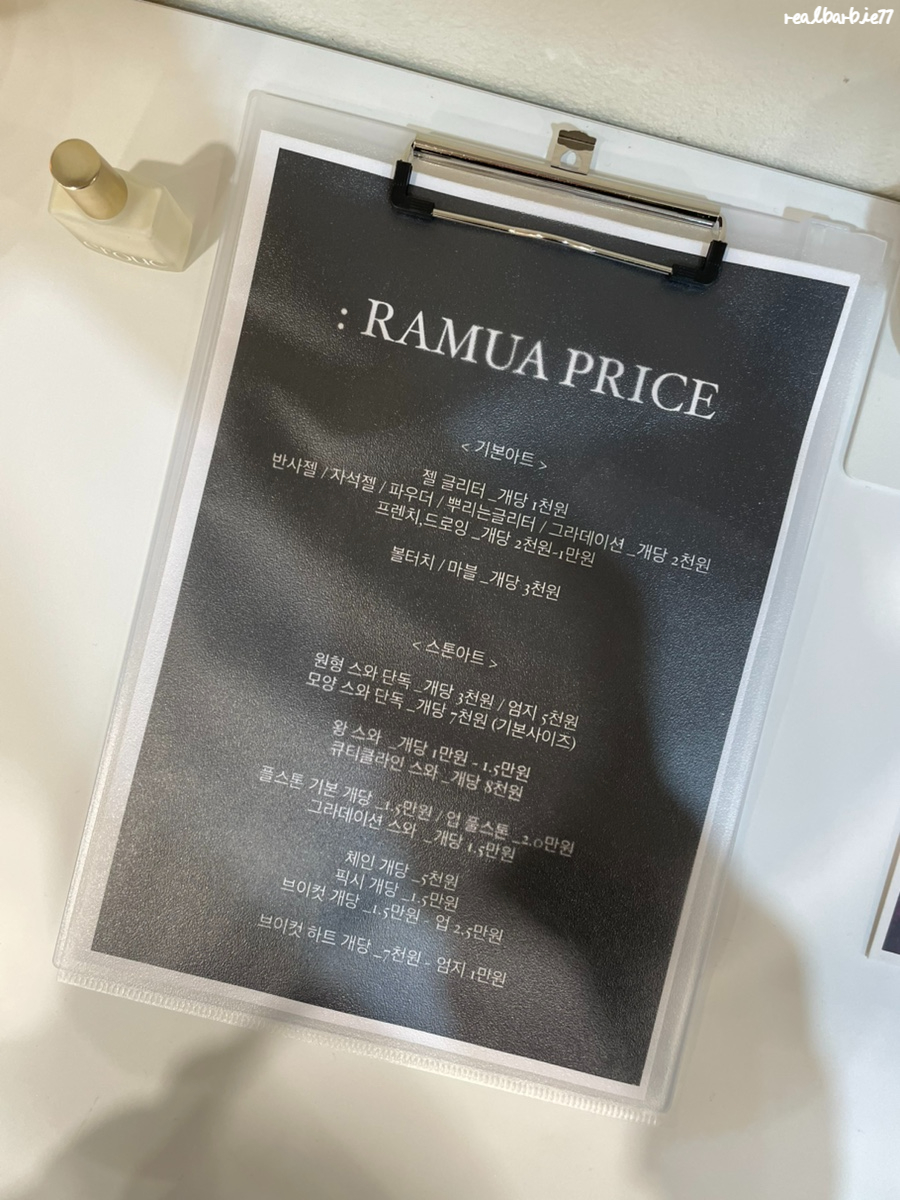 realbarbie77
: RAMUA PRICE
< 기본아트 >
젤 글리터 _개당 1천원
반사젤 / 자석젤 / 파우더 / 뿌리는글리터 / 그라데이션 _개당 2천원
프렌치,드로잉 _개당 2천원-1만원
볼터치 / 마블 _개당 3천원
< 스톤아트 >
원형 스와 단독 _개당 3천원 / 엄지 5천원
모양 스와 단독 _개당 7천원 (기본사이즈)
왕 스와 _개당 1만원 - 1.5만원
큐티클라인 스와 _개당 8천원
풀스톤 기본 개당 _1.5만원 / 업 풀스톤 _2.0만원
그라데이션 스와 _개당 1.5만원
체인 개당 _5천원
픽시 개당 _1.5만원
브이컷 개당 _1.5만원 - 업 2.5만원
브이컷 하트 개당 _7천원 - 엄지 1만원